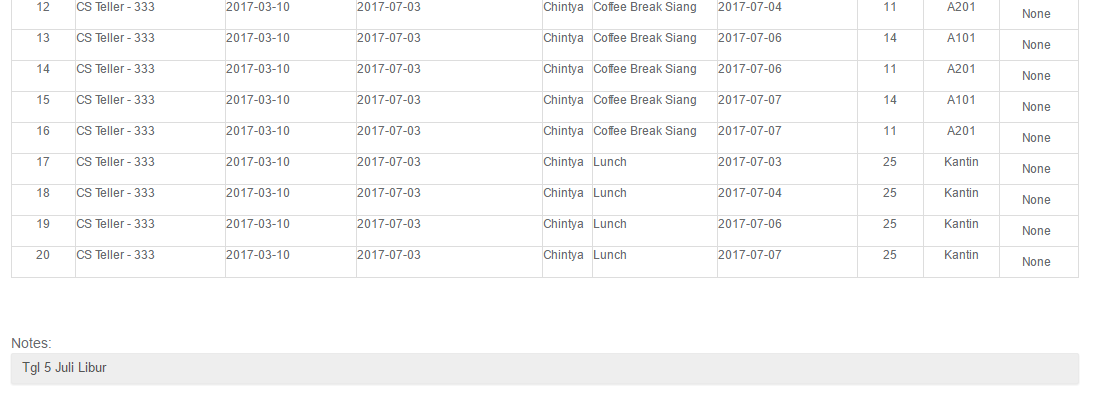 12 CS Teller - 333 2017-03-10 2017-07-03 Chintya Coffee Break Siang 2017-07-04 11 A201 None
13 CS Teller - 333 2017-03-10 2017-07-03 Chintya Coffee Break Siang 2017-07-06 14 A101 None
14 CS Teller - 333 2017-03-10 2017-07-03 Chintya Coffee Break Siang 2017-07-06 11 A201 None
15 CS Teller - 333 2017-03-10 2017-07-03 Chintya Coffee Break Siang 2017-07-07 14 A101 None
16 CS Teller - 333 2017-03-10 2017-07-03 Chintya Coffee Break Siang 2017-07-07 11 A201 None
17 CS Teller - 333 2017-03-10 2017-07-03 Chintya Lunch 2017-07-03 25 Kantin None
18 CS Teller - 333 2017-03-10 2017-07-03 Chintya Lunch 2017-07-04 25 Kantin None
19 CS Teller - 333 2017-03-10 2017-07-03 Chintya Lunch 2017-07-06 25 Kantin None
20 CS Teller - 333 2017-03-10 2017-07-03 Chintya Lunch 2017-07-07 25 Kantin None
Notes:
Tgl 5 Juli Libur